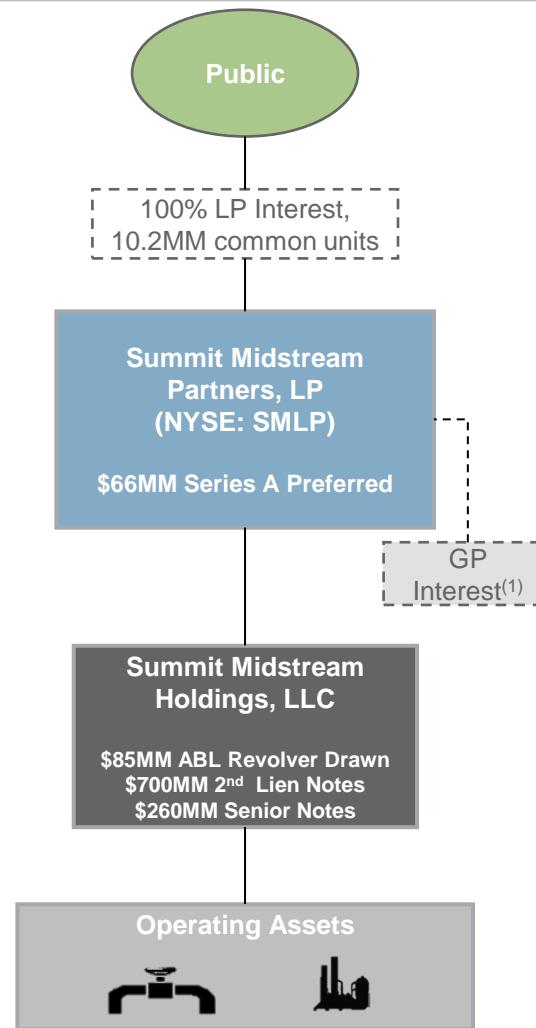 Public
100% LP Interest,
10.2MM common units
Summit Midstream
Partners, LP
(NYSE: SMLP)
$66MM Series A Preferred
GP
Interest(1)
Summit Midstream
Holdings, LLC
$85MM ABL Revolver Drawn
$700MM 2nd Lien Notes
$260MM Senior Notes
Operating Assets